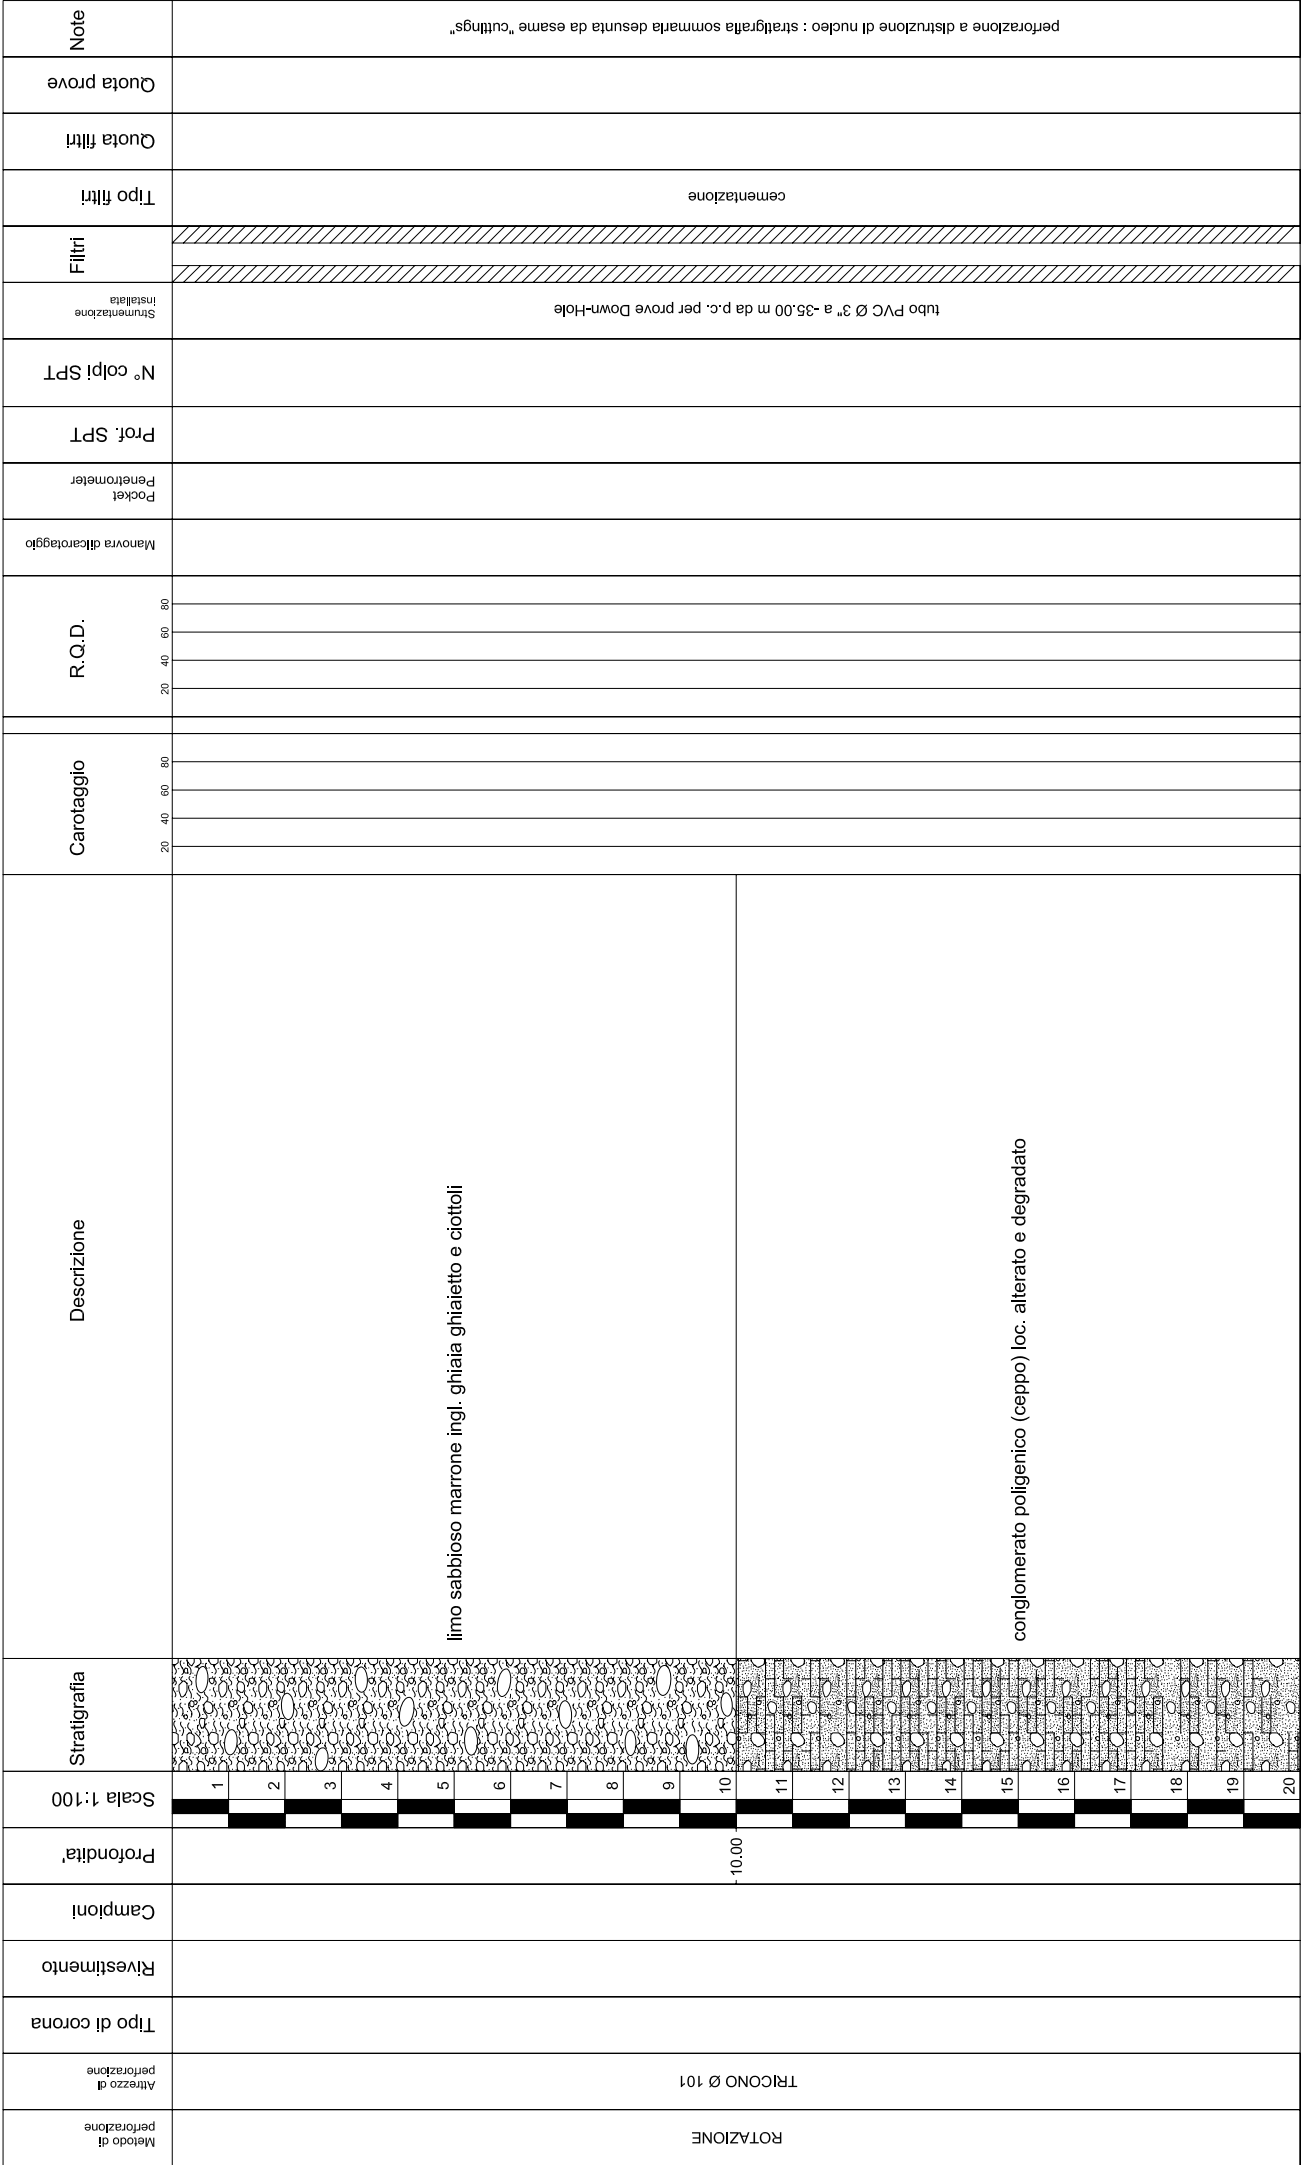 Metodo di
perforazione
Attrezzo di
perforazione
Tipo di corona
Rivestimento
Campioni
Profondita'
Scala 1:100
Stratigrafia
Descrizione
Carotaggio
20 40 60 80
R.Q.D.
20 40 60 80
Manovra dilcarotaggio
Pocket
Penetrometer
Prof. SPT
N° colpi SPT
Strumentazione
installata
Filtri
Tipo filtri
Quota filtri
Quota prove
Note
ROTAZIONE
TRICONO Ø 101
10.00
1
2
3
4
5
6
7
8
9
10
11
12
13
14
15
16
17
18
19
20
limo sabbioso marrone ingl. ghiaia ghiaietto e ciottoli
conglomerato poligenico (ceppo) loc. alterato e degradato
tubo PVC Ø 3" a -35.00 m da p.c. per prove Down-Hole
cementazione
perforazione a distruzione di nucleo : stratigrafia sommaria desunta da esame "cuttings"